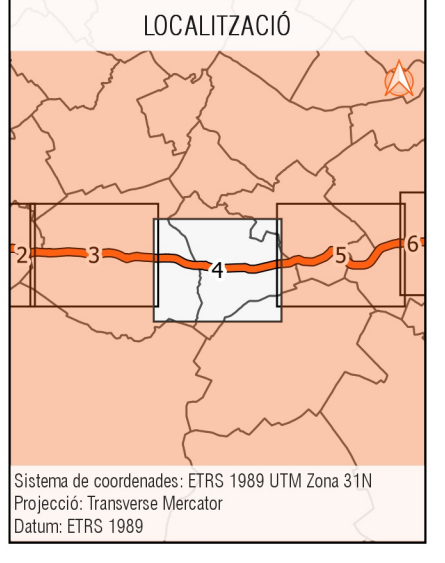 LOCALITZACIÓ
2 3 4 5 6
Sistema de coordenades: ETRS 1989 UTM Zona 31N
Projecció: Transverse Mercator
Datum: ETRS 1989